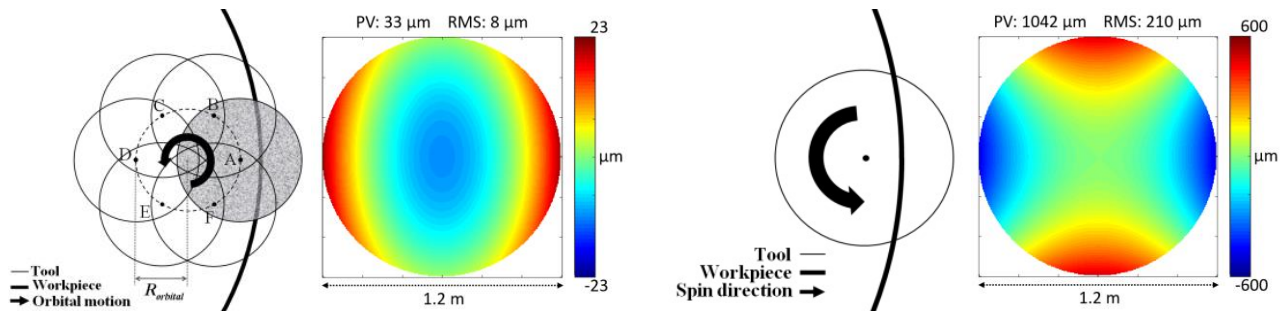 C
B
D
A
E
F
Tool
Workpiece
Orbital motion
R orbital
PV: 33 μm RMS: 8 μm
23
μm
-23
1.2 m
Tool
Workpiece
Spin direction
PV: 1042 μm RMS: 210 μm
600
μm
-600
1.2 m